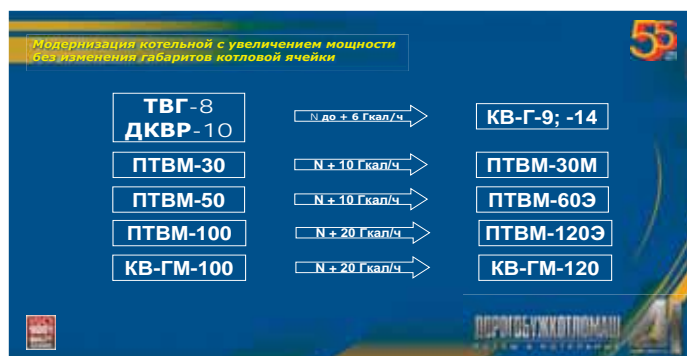 Модернизация котельной с увеличением мощности
без изменения габаритов котловой ячейки
55
ТВГ-8
ДКВР-10
N до + 6 Гкал/ч
КВ-Г-9; -14
ПТВМ-30
N + 10 Гкал/ч
ПТВМ-30М
ПТВМ-50
N + 10 Гкал/ч
ПТВМ-60Э
ПТВМ-100
N + 20 Гкал/ч
ПТВМ-120Э
КВ-ГМ-100
N + 20 Гкал/ч
КВ-ГМ-120
ДОРОГОБУЖКОТЛОМАШ